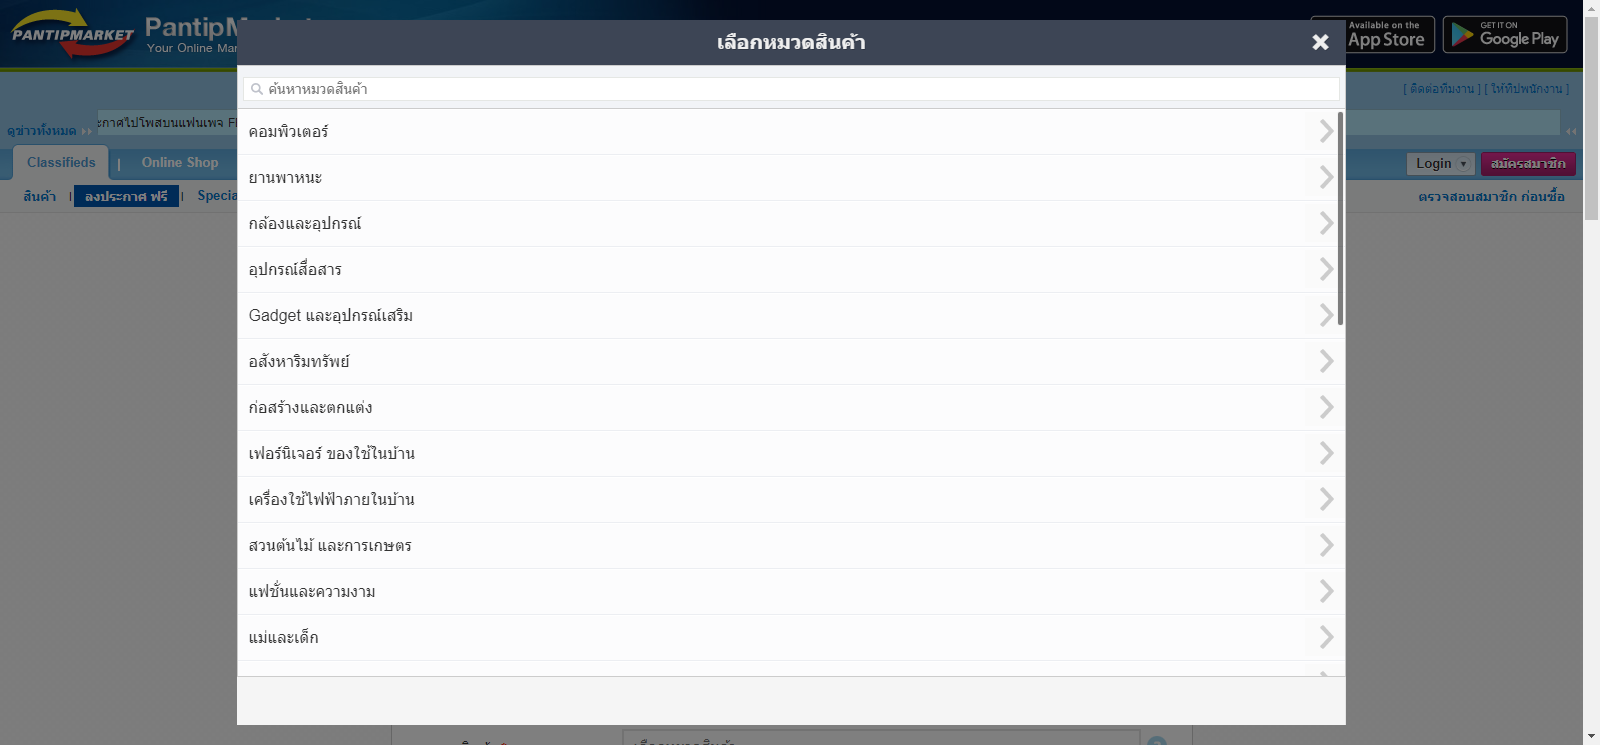 PANTIPMARKET
PantipMarket
Your Online Mar
Available on the
App Store
GET IT ON
Google Play
เลือกหมวดสินค้า
ค้นหาหมวดสินค้า
[ ติดต่อทีมงาน ] [ ให้ทิปพนักงาน ]
ดูข่าวทั้งหมด
ะกาศไปโพสบนแฟนเพจ F
Classifieds | Online Shop
Login
สมัครสมาชิก
สินค้า | ลงประกาศ ฟรี | Specia
ตรวจสอบสมาชิก ก่อนซื้อ
คอมพิวเตอร์
ยานพาหนะ
กล้องและอุปกรณ์
อุปกรณ์สื่อสาร
Gadget และอุปกรณ์เสริม
อสังหาริมทรัพย์
ก่อสร้างและตกแต่ง
เฟอร์นิเจอร์ ของใช้ในบ้าน
เครื่องใช้ไฟฟ้าภายในบ้าน
สวนต้นไม้ และการเกษตร
แฟชั่นและความงาม
แม่และเด็ก